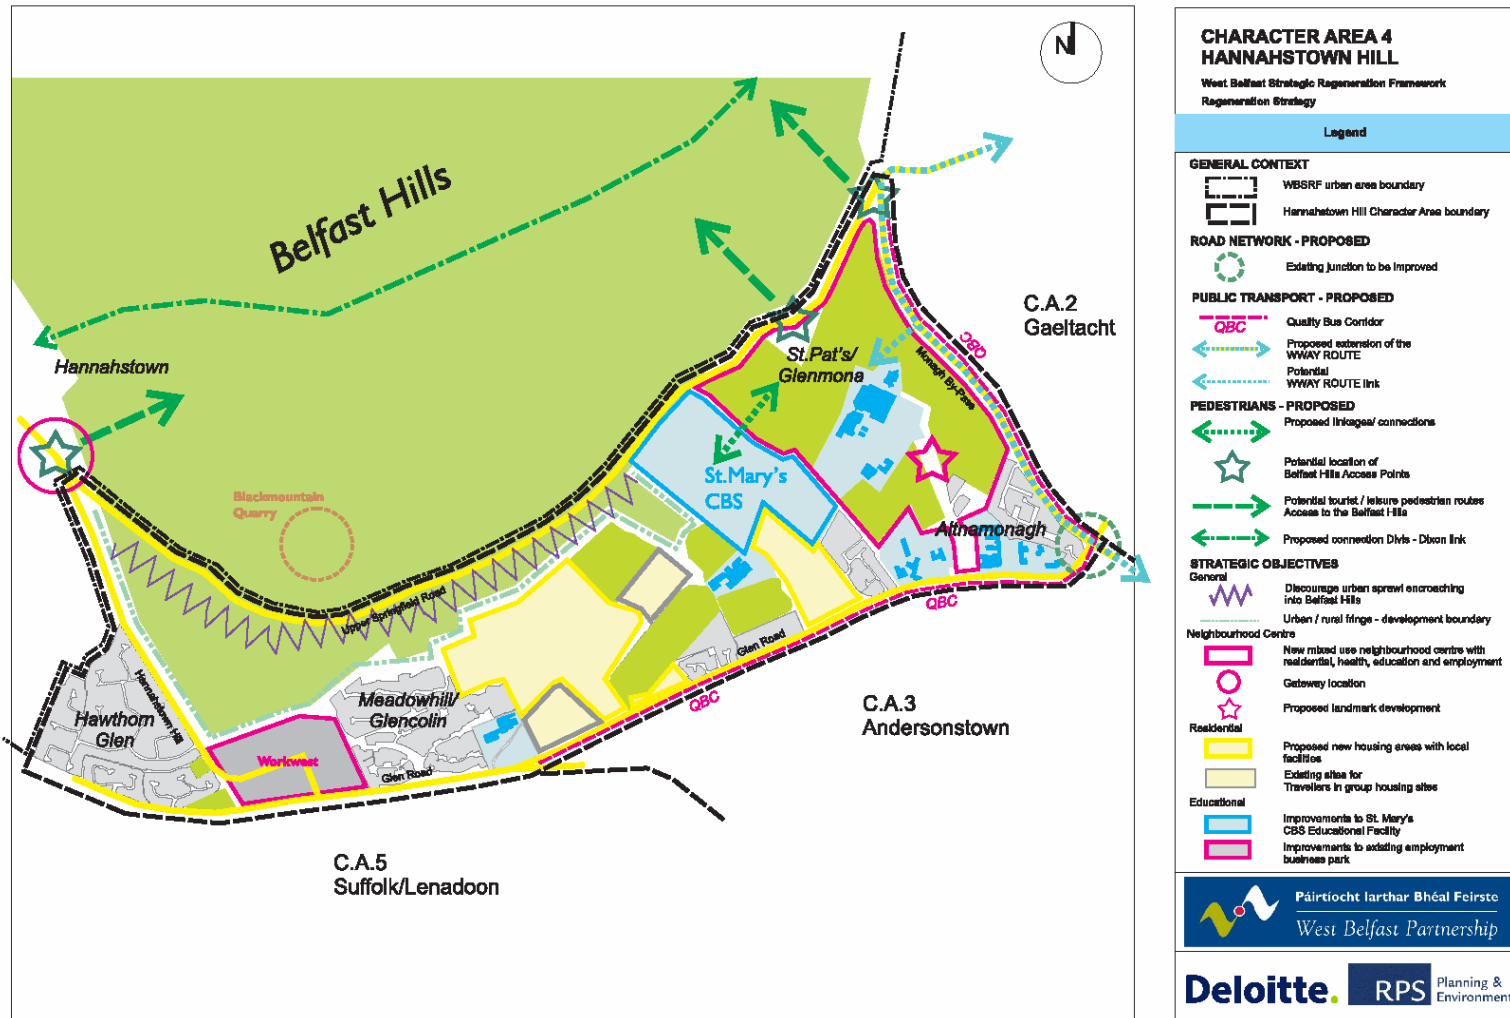 N
Belfast Hills
Hannahstown
Blackmountain
Quarry
Upper Springfield Road
St.Pat's/
Glenmona
C.A.2
Gaeltacht
QBC
Monagh By-Pass
St.Mary's
CBS
Altnamonagh
QBC
Glen Road
QBC
C.A.3
Andersonstown
Hannahstown Hill
Hawthorn
Glen
Workwest
Meadowhill/
Glencolin
Glen Road
C.A.5
Suffolk/Lenadoon
CHARACTER AREA 4
HANNAHSTOWN HILL
West Belfast Strategic Regeneration Framework
Regeneration Strategy
Legend
GENERAL CONTEXT
WBSRF urban area boundary
Hannahstown Hill Character Area boundary
ROAD NETWORK - PROPOSED
Existing junction to be improved
PUBLIC TRANSPORT - PROPOSED
QBC
Quality Bus Corridor
Proposed extension of the
WWAY ROUTE
Potential
WWAY ROUTE link
PEDESTRIANS - PROPOSED
Proposed linkages/ connections
Potential location of
Belfast Hills Access Points
Potential tourist / leisure pedestrian routes
Access to the Belfast Hills
Proposed connection Divis - Dixon link
STRATEGIC OBJECTIVES
General
Discourage urban sprawl encroaching
into Belfast Hills
Urban / rural fringe - development boundary
Neighbourhood Centre
New mixed use neighbourhood centre with
residential, health, education and employment
Gateway location
Proposed landmark development
Residential
Proposed new housing areas with local
facilities
Existing sites for
Travellers in group housing sites
Educational
Improvements to St. Mary's
CBS Educational Facility
Improvements to existing employment
business park
Páirtíocht Iarthar Bhéal Feirste
West Belfast Partnership
Deloitte.
RPS
Planning &
Environment